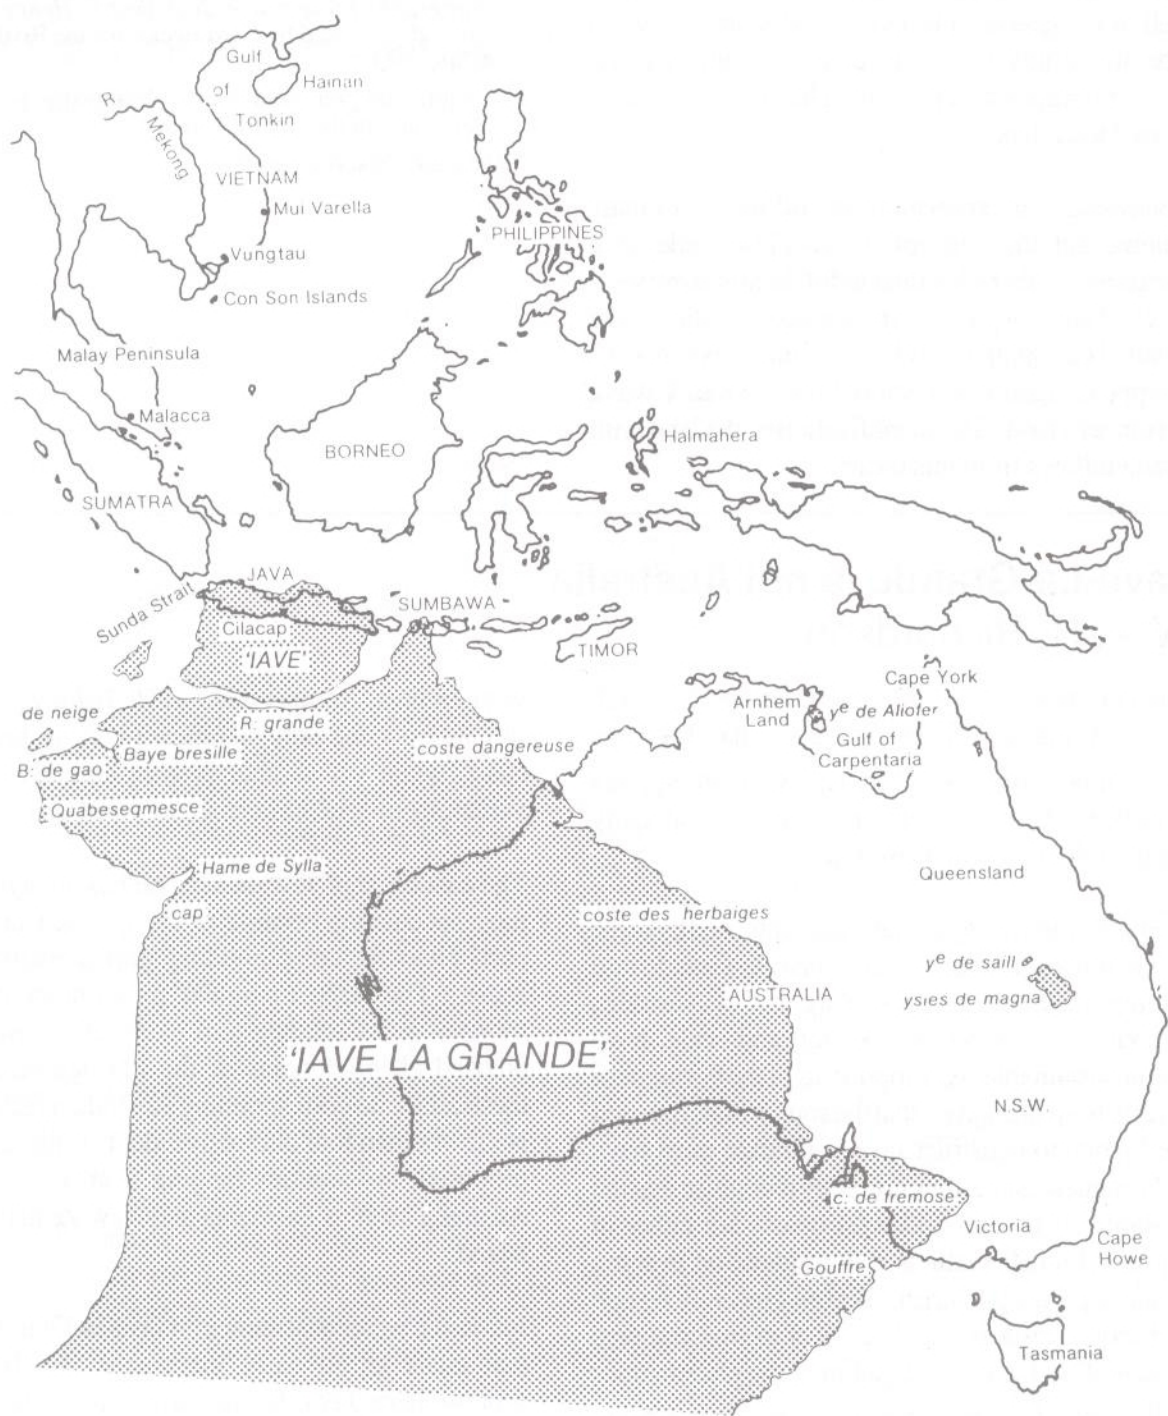 Gulf
of
Tonkin
Hainan
R.
Mekong
VIETNAM
Mui Varella
Vungtau
Con Son Islands
PHILIPPINES
Malay Peninsula
Malacca
SUMATRA
BORNEO
Halmahera
JAVA
Sunda Strait
Cilacap
'IAVE'
SUMBAWA
TIMOR
R: grande
de neige
Baye bresille
B: de gao
Quabeseqmesce
coste dangereuse
Arnhem
Land
Cape York
ye de Aliofer
Gulf of
Carpentaria
Hame de Sylla
cap
coste des herbaiges
Queensland
ye de saill
ysles de magna
AUSTRALIA
'IAVE LA GRANDE'
N.S.W.
c: de fremose
Victoria
Cape
Howe
Gouffre
Tasmania